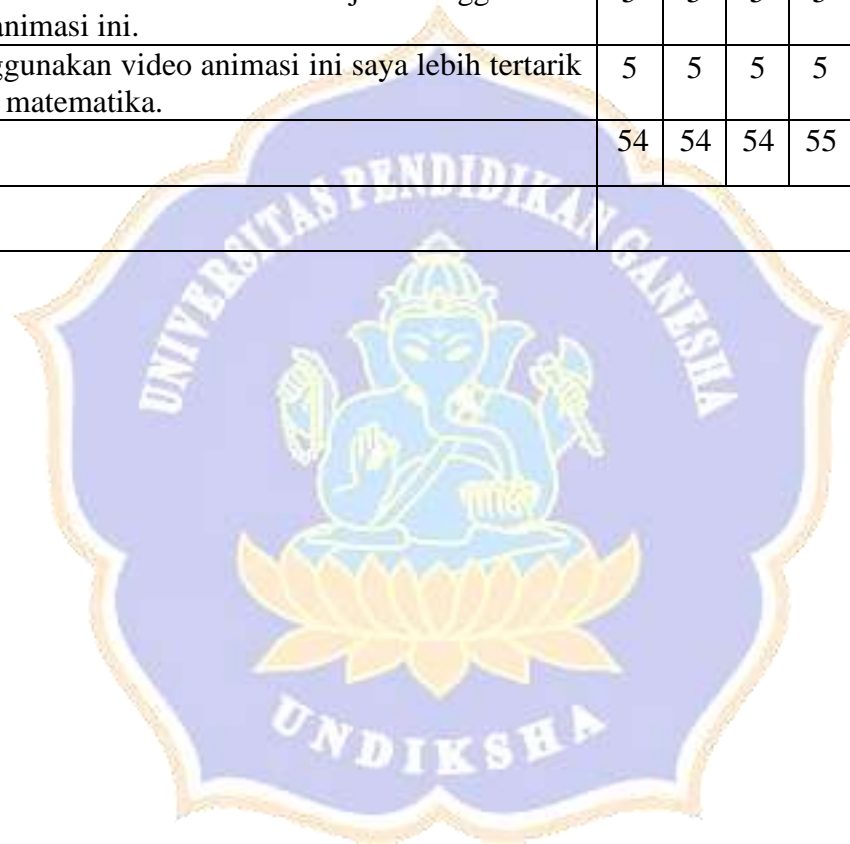 animasi ini.
ggunakan video animasi ini saya lebih tertarik 5 5 5 5
matematika.
54 54 54 55
UNIVERSITAS PENDIDIKAN GANESHA
UNDIKSHA